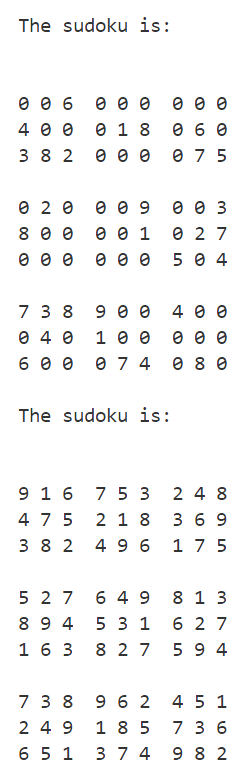 The sudoku is:
0 0 6  0 0 0  0 0 0
4 0 0  0 1 8  0 6 0
3 8 2  0 0 0  0 7 5
0 2 0  0 0 9  0 0 3
8 0 0  0 0 1  0 2 7
0 0 0  0 0 0  5 0 4
7 3 8  9 0 0  4 0 0
0 4 0  1 0 0  0 0 0
6 0 0  0 7 4  0 8 0
The sudoku is:
9 1 6  7 5 3  2 4 8
4 7 5  2 1 8  3 6 9
3 8 2  4 9 6  1 7 5
5 2 7  6 4 9  8 1 3
8 9 4  5 3 1  6 2 7
1 6 3  8 2 7  5 9 4
7 3 8  9 6 2  4 5 1
2 4 9  1 8 5  7 3 6
6 5 1  3 7 4  9 8 2